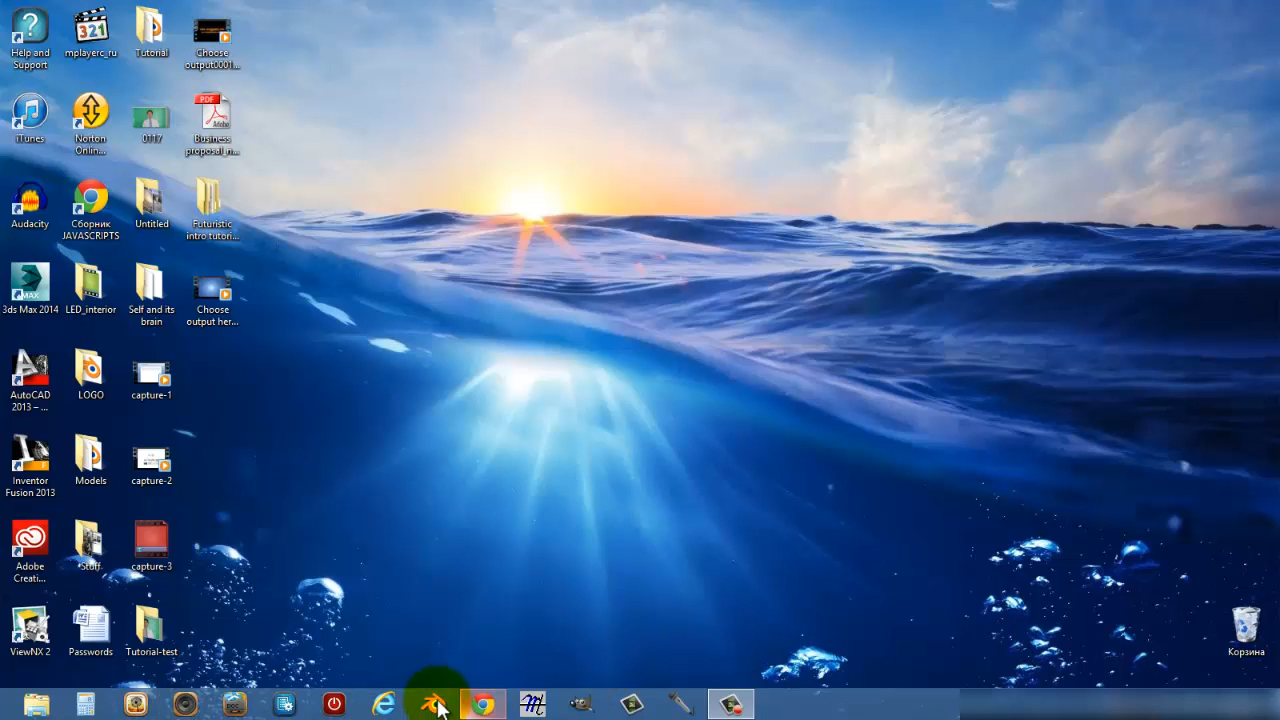 Help and
Support
mplayerc_ru
Tutorial
Choose
output0001...
iTunes
Norton
Onlin...
0117
Business
proposal_n...
Audacity
Сборник
JAVASCRIPTS
Untitled
Futuristic
intro tutori...
3ds Max 2014
LED_interior
Self and its
brain
Choose
output her...
AutoCAD
2013 – ...
LOGO
capture-1
Inventor
Fusion 2013
Models
capture-2
Adobe
Creati...
Stuff
capture-3
ViewNX 2
Passwords
Tutorial-test
Корзина